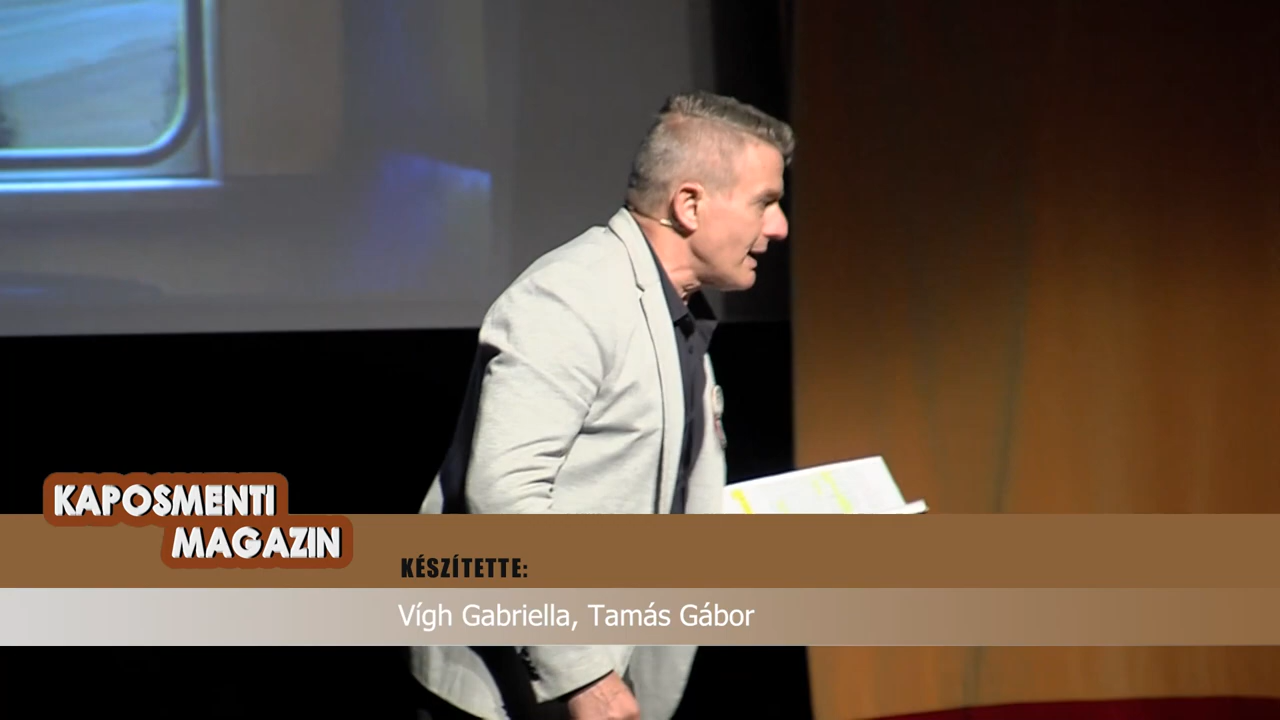 KAPOSMENTI
MAGAZIN
KÉSZÍTETTE:
Vígh Gabriella, Tamás Gábor